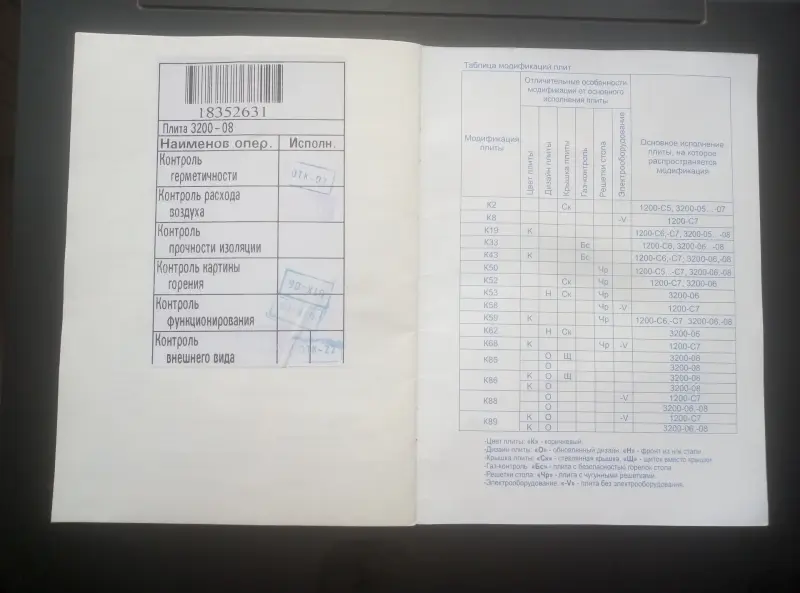 18352631
Плита 3200-08
Наименов опер. Исполн.
Контроль
герметичности
Контроль расхода
воздуха
Контроль
прочности изоляции
Контроль картины
горения
Контроль
функционирования
Контроль
внешнего вида
Таблица модификаций плит
Модификация
плиты
Отличительные особенности
модификации от основного
исполнения плиты
Цвет плиты
Дизайн плиты
Крышка плиты
Газ-контроль
Решетки стола
Электрооборудование
Основное исполнение
плиты, на которое
распространяется
модификация
К2 Ск 1200-С5, 3200-05...-07
К8 -V 1200-С7
К19 К 1200-С6,-С7, 3200-05...-08
К33 Бс 1200-С6, 3200-06...-08
К43 К Бс 1200-С6,-С7, 3200-06,-08
К50 Чр 1200-С5...-С7, 3200-06,-08
К52 Ск Чр 1200-С7, 3200-06
К53 Н Ск Чр 3200-06
К58 Чр -V 1200-С7
К59 К Чр 1200-С6,-С7, 3200-06,-08
К62 Н Ск 3200-06
К68 К Чр -V 1200-С7
К85 О Щ 3200-06
О 3200-08
К86 К О Щ 3200-06
К О 3200-08
К88 О -V 1200-С7
О 3200-06,-08
К89 К О -V 1200-С7
К О 3200-06,-08
-Цвет плиты: «К» - коричневый.
-Дизайн плиты: «О» - обновленный дизайн, «Н» - фронт из н/ж стали
-Крышка плиты: «Ск» - стеклянная крышка, «Щ» - щиток вместо крышки
-Газ-контроль: «Бс» - плита с безопасностью горелок стола
-Решетки стола: «Чр» - плита с чугунными решетками.
-Электрооборудование: «-V» - плита без электрооборудования.